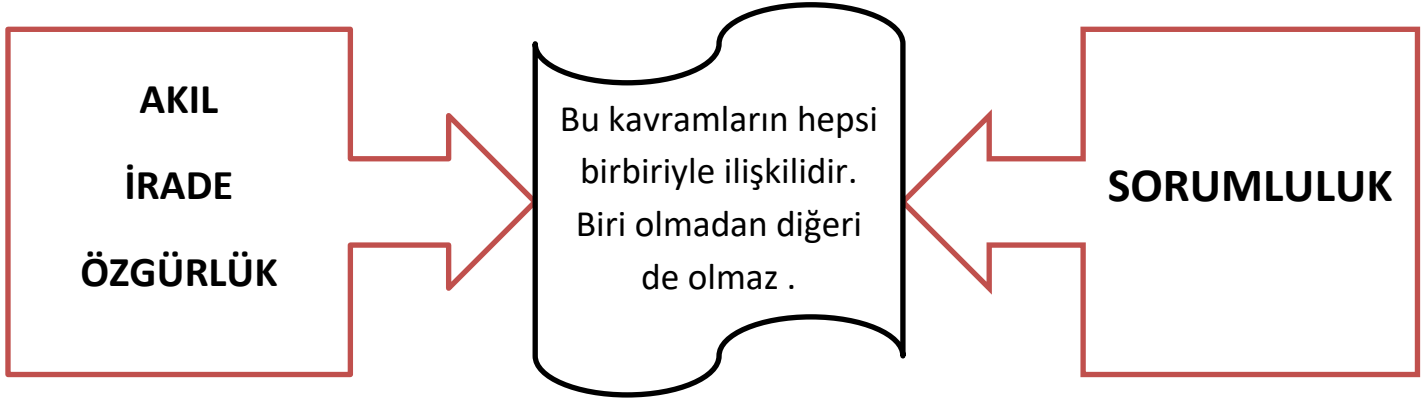 AKIL
İRADE
ÖZGÜRLÜK
Bu kavramların hepsi
birbiriyle ilişkilidir.
Biri olmadan diğeri
de olmaz .
SORUMLULUK